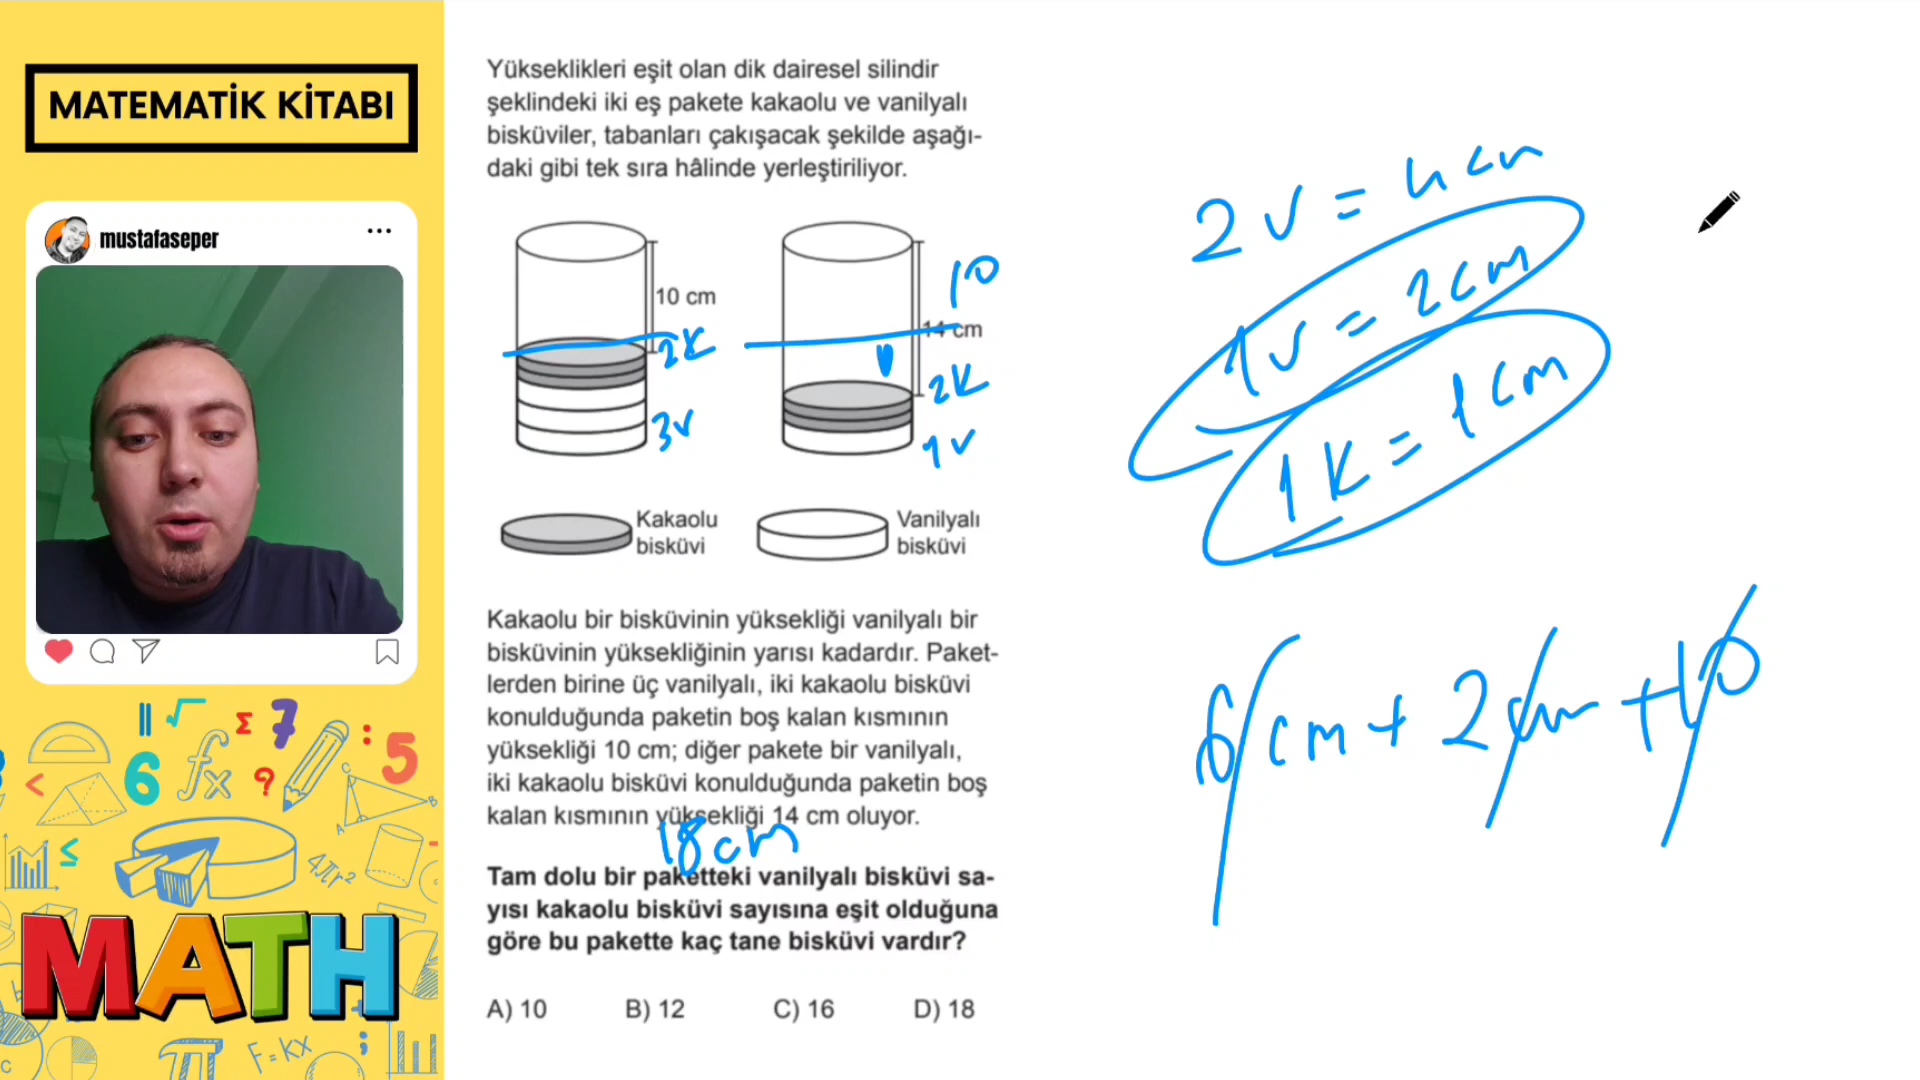 MATEMATİK KİTABI
mustafaseper
MATH
Yükseklikleri eşit olan dik dairesel silindir
şeklindeki iki eş pakete kakaolu ve vanilyalı
bisküviler, tabanları çakışacak şekilde aşağı-
daki gibi tek sıra hâlinde yerleştiriliyor.
10 cm
14 cm
10
2K
3V
2K
1V
Kakaolu
bisküvi
Vanilyalı
bisküvi
Kakaolu bir bisküvinin yüksekliği vanilyalı bir
bisküvinin yüksekliğinin yarısı kadardır. Paket-
lerden birine üç vanilyalı, iki kakaolu bisküvi
konulduğunda paketin boş kalan kısmının
yüksekliği 10 cm; diğer pakete bir vanilyalı,
iki kakaolu bisküvi konulduğunda paketin boş
kalan kısmının yüksekliği 14 cm oluyor.
18cm
Tam dolu bir paketteki vanilyalı bisküvi sa-
yısı kakaolu bisküvi sayısına eşit olduğuna
göre bu pakette kaç tane bisküvi vardır?
A) 10 B) 12 C) 16 D) 18
2V = 4cm
1V = 2cm
1K = 1cm
6cm + 2cm + 10